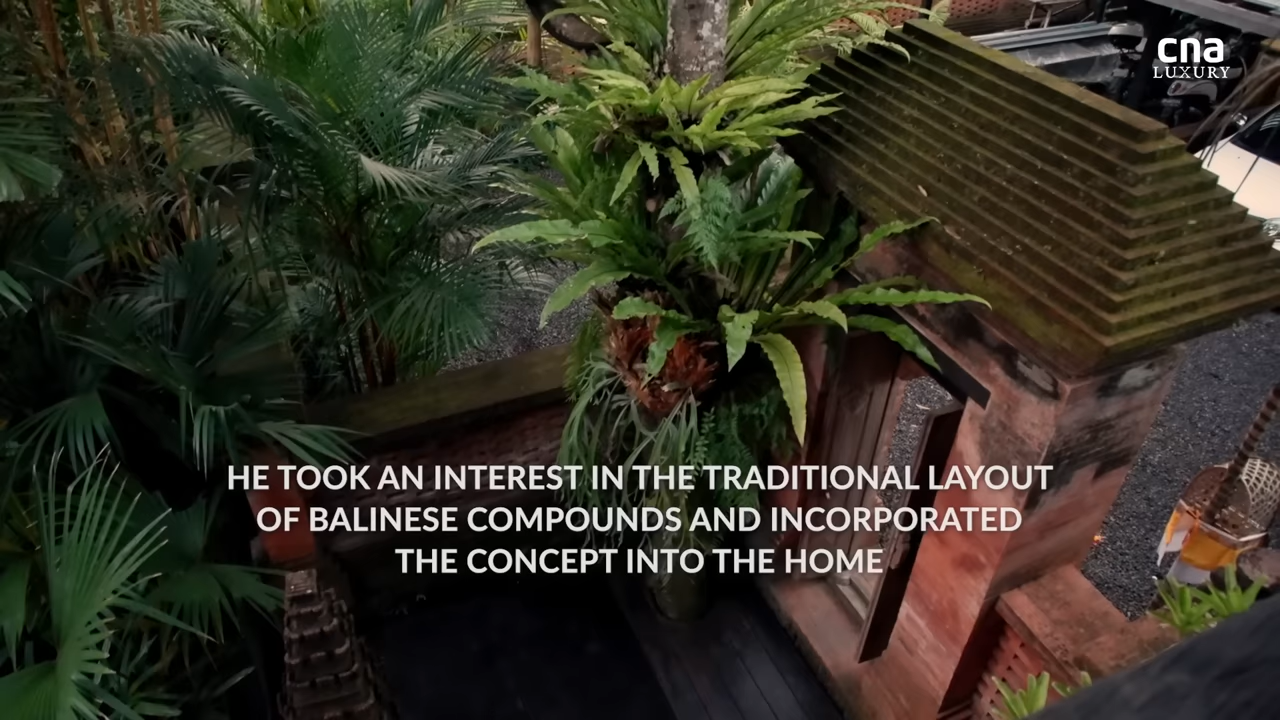 cna
LUXURY
HE TOOK AN INTEREST IN THE TRADITIONAL LAYOUT
OF BALINESE COMPOUNDS AND INCORPORATED
THE CONCEPT INTO THE HOME